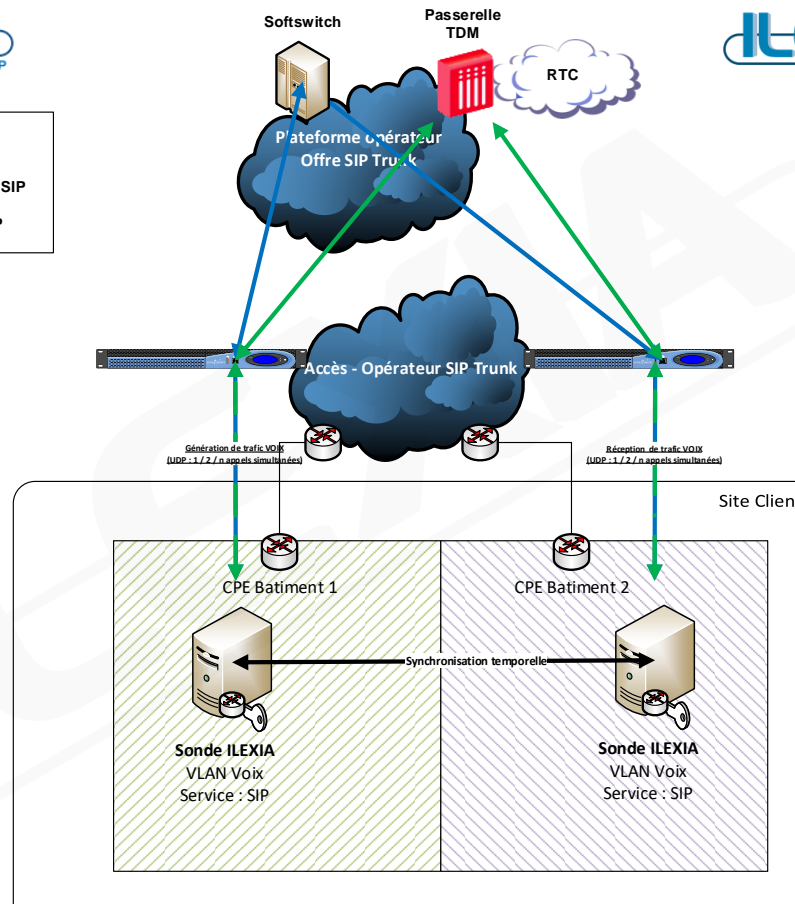 Softswitch
Passerelle
TDM
RTC
SIP
Plateforme opérateur
Offre SIP Trunk
Accès - Opérateur SIP Trunk
Génération de trafic VOIX
(UDP : 1 / 2 / n appels simultanées)
Réception de trafic VOIX
(UDP : 1 / 2 / n appels simultanées)
Site Clien
CPE Batiment 1
CPE Batiment 2
Synchronisation temporelle
Sonde ILEXIA
VLAN Voix
Service : SIP
Sonde ILEXIA
VLAN Voix
Service : SIP